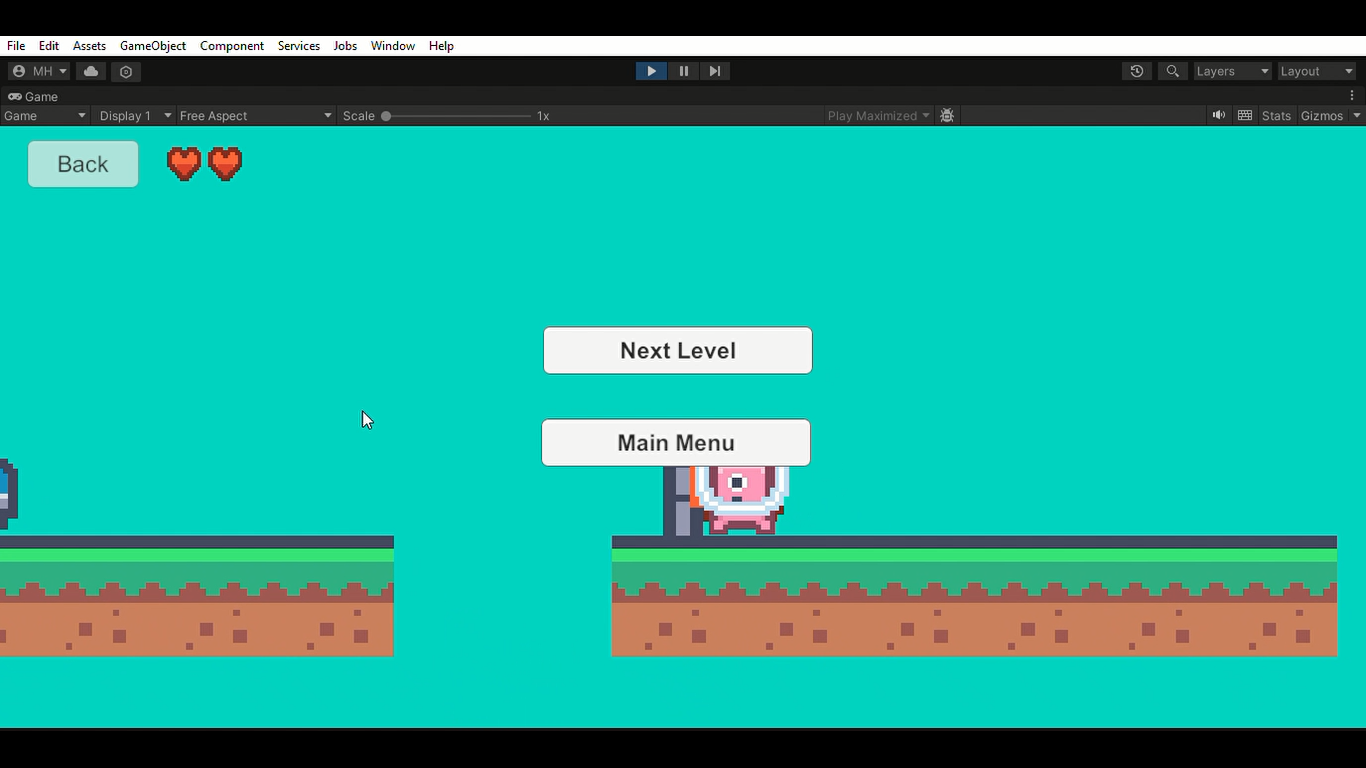 File Edit Assets GameObject Component Services Jobs Window Help
MH Layers Layout
Game
Game Display 1 Free Aspect Scale 1x Play Maximized Stats Gizmos
Back
Next Level
Main Menu